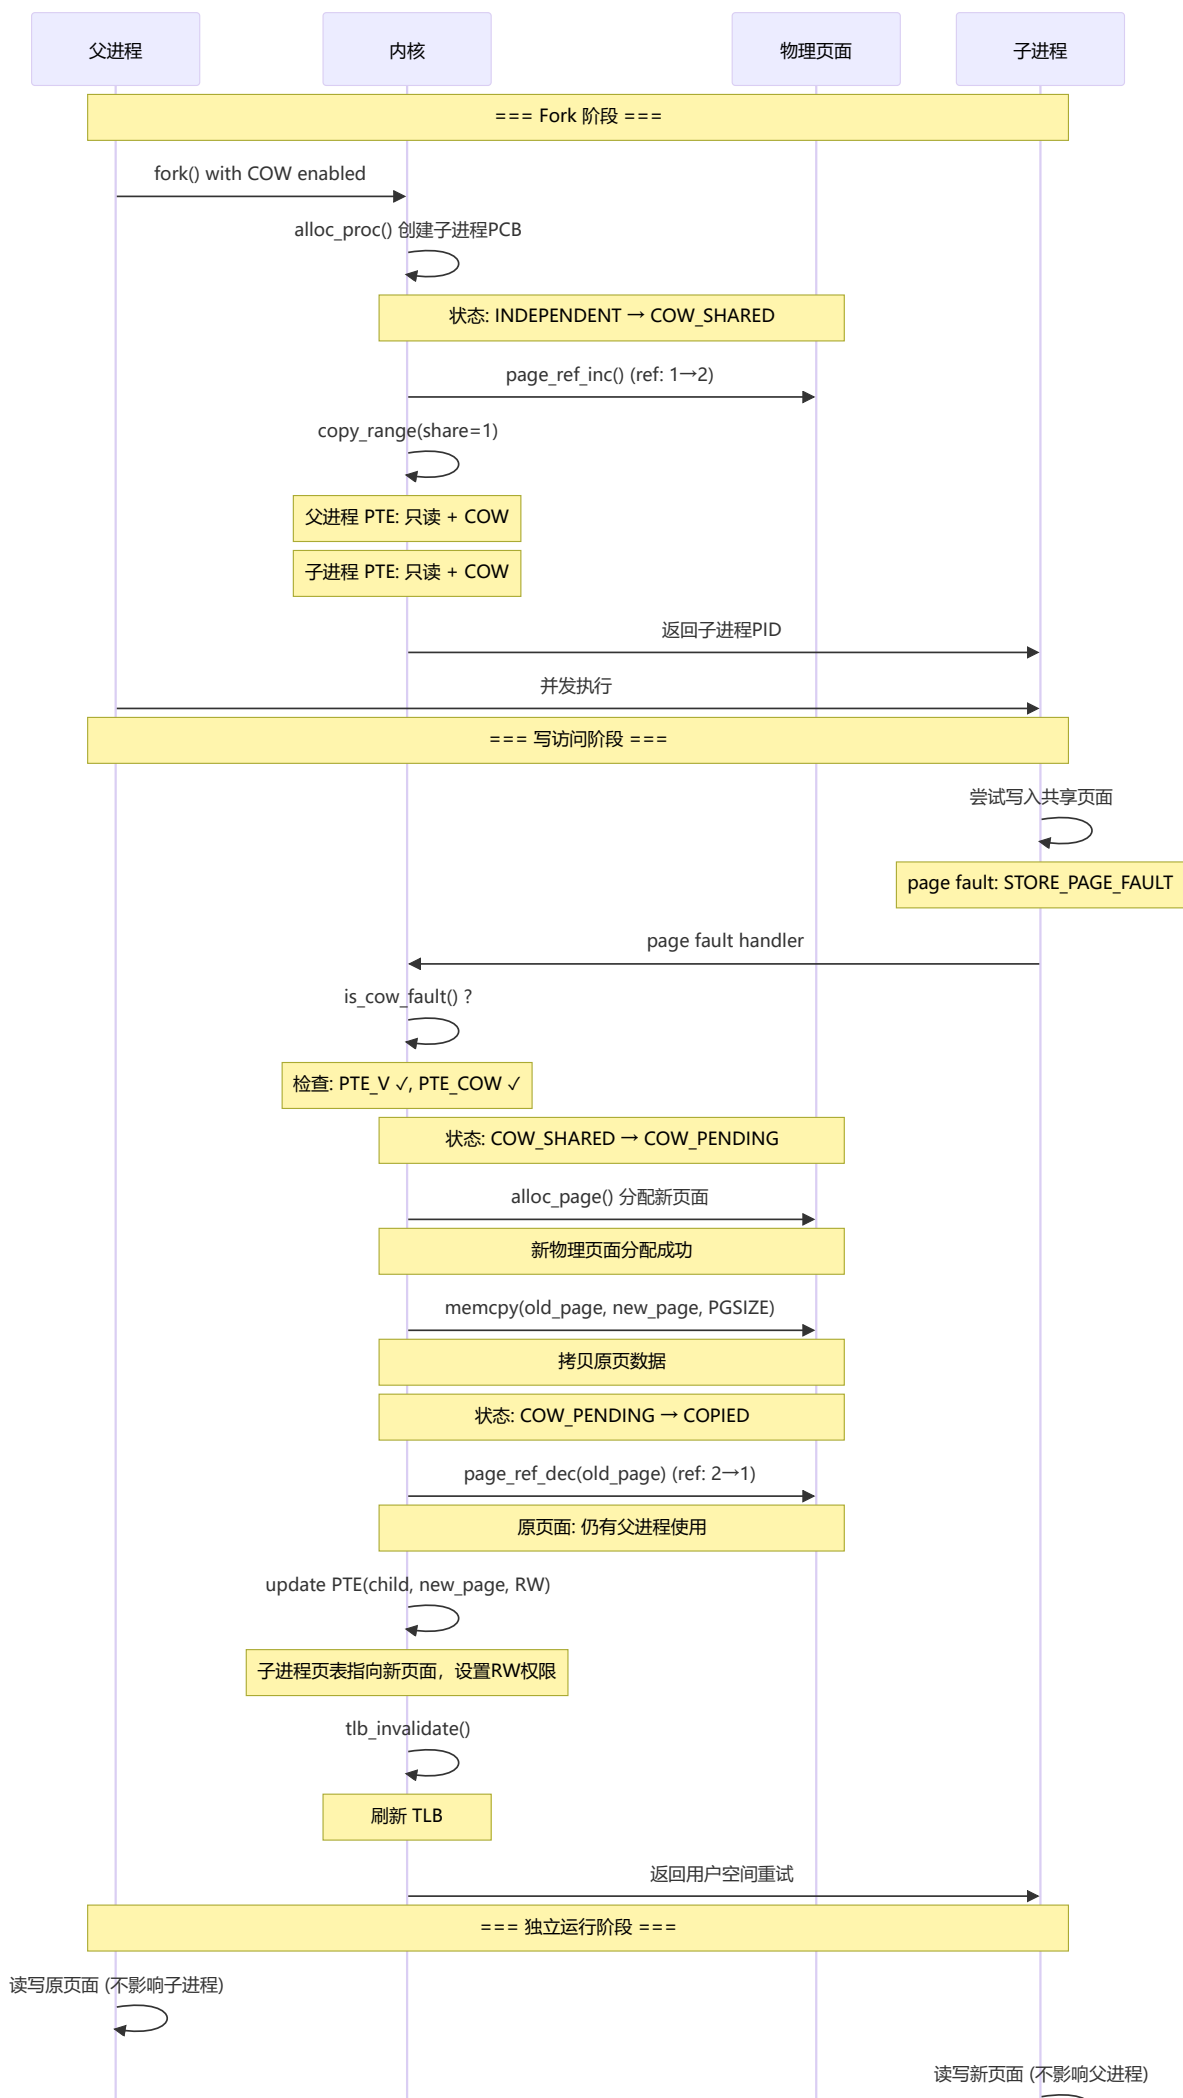 父进程
内核
物理页面
子进程
=== Fork 阶段 ===
fork() with COW enabled
alloc_proc() 创建子进程PCB
状态: INDEPENDENT → COW_SHARED
page_ref_inc() (ref: 1→2)
copy_range(share=1)
父进程 PTE: 只读 + COW
子进程 PTE: 只读 + COW
返回子进程PID
并发执行
=== 写访问阶段 ===
尝试写入共享页面
page fault: STORE_PAGE_FAULT
page fault handler
is_cow_fault() ?
检查: PTE_V ✓, PTE_COW ✓
状态: COW_SHARED → COW_PENDING
alloc_page() 分配新页面
新物理页面分配成功
memcpy(old_page, new_page, PGSIZE)
拷贝原页数据
状态: COW_PENDING → COPIED
page_ref_dec(old_page) (ref: 2→1)
原页面: 仍有父进程使用
update PTE(child, new_page, RW)
子进程页表指向新页面，设置RW权限
tlb_invalidate()
刷新 TLB
返回用户空间重试
=== 独立运行阶段 ===
读写原页面 (不影响子进程)
读写新页面 (不影响父进程)